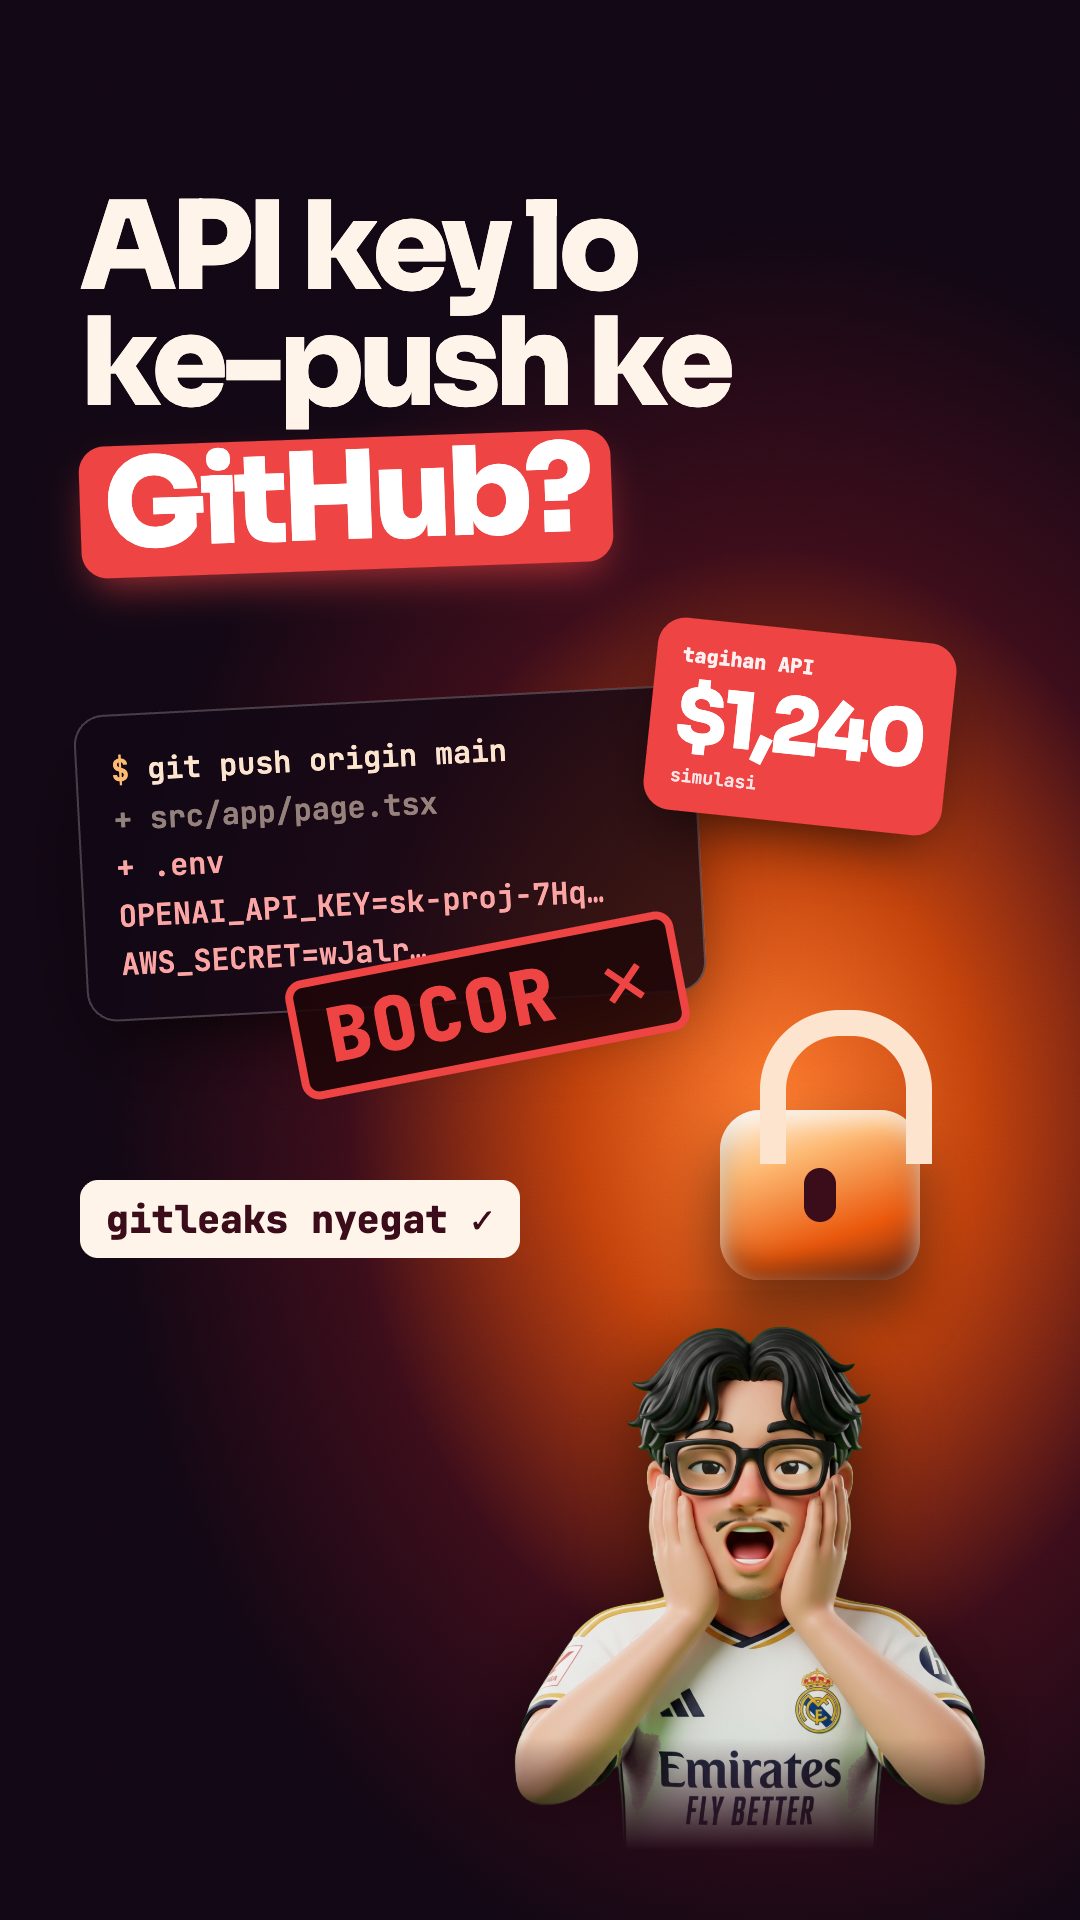 API key lo
ke-push ke
GitHub?
tagihan API
$1,240
simulasi
$ git push origin main
+ src/app/page.tsx
+ .env
OPENAI_API_KEY=sk-proj-7Hq…
AWS_SECRET=wJalr…
BOCOR ✕
gitleaks nyegat ✓
Emirates
FLY BETTER